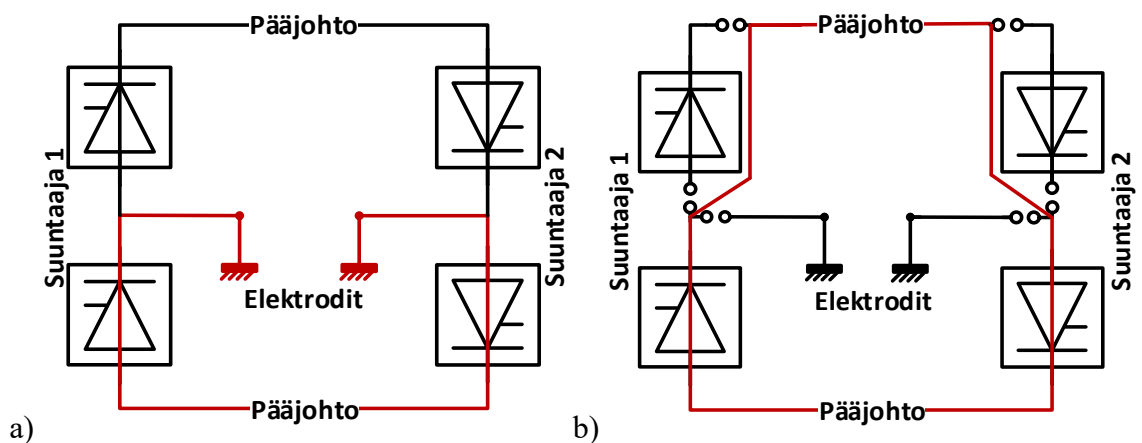 Pääjohto
Suuntaaja 1
Suuntaaja 2
Elektrodit
Pääjohto
a)
Pääjohto
Suuntaaja 1
Suuntaaja 2
Elektrodit
Pääjohto
b)